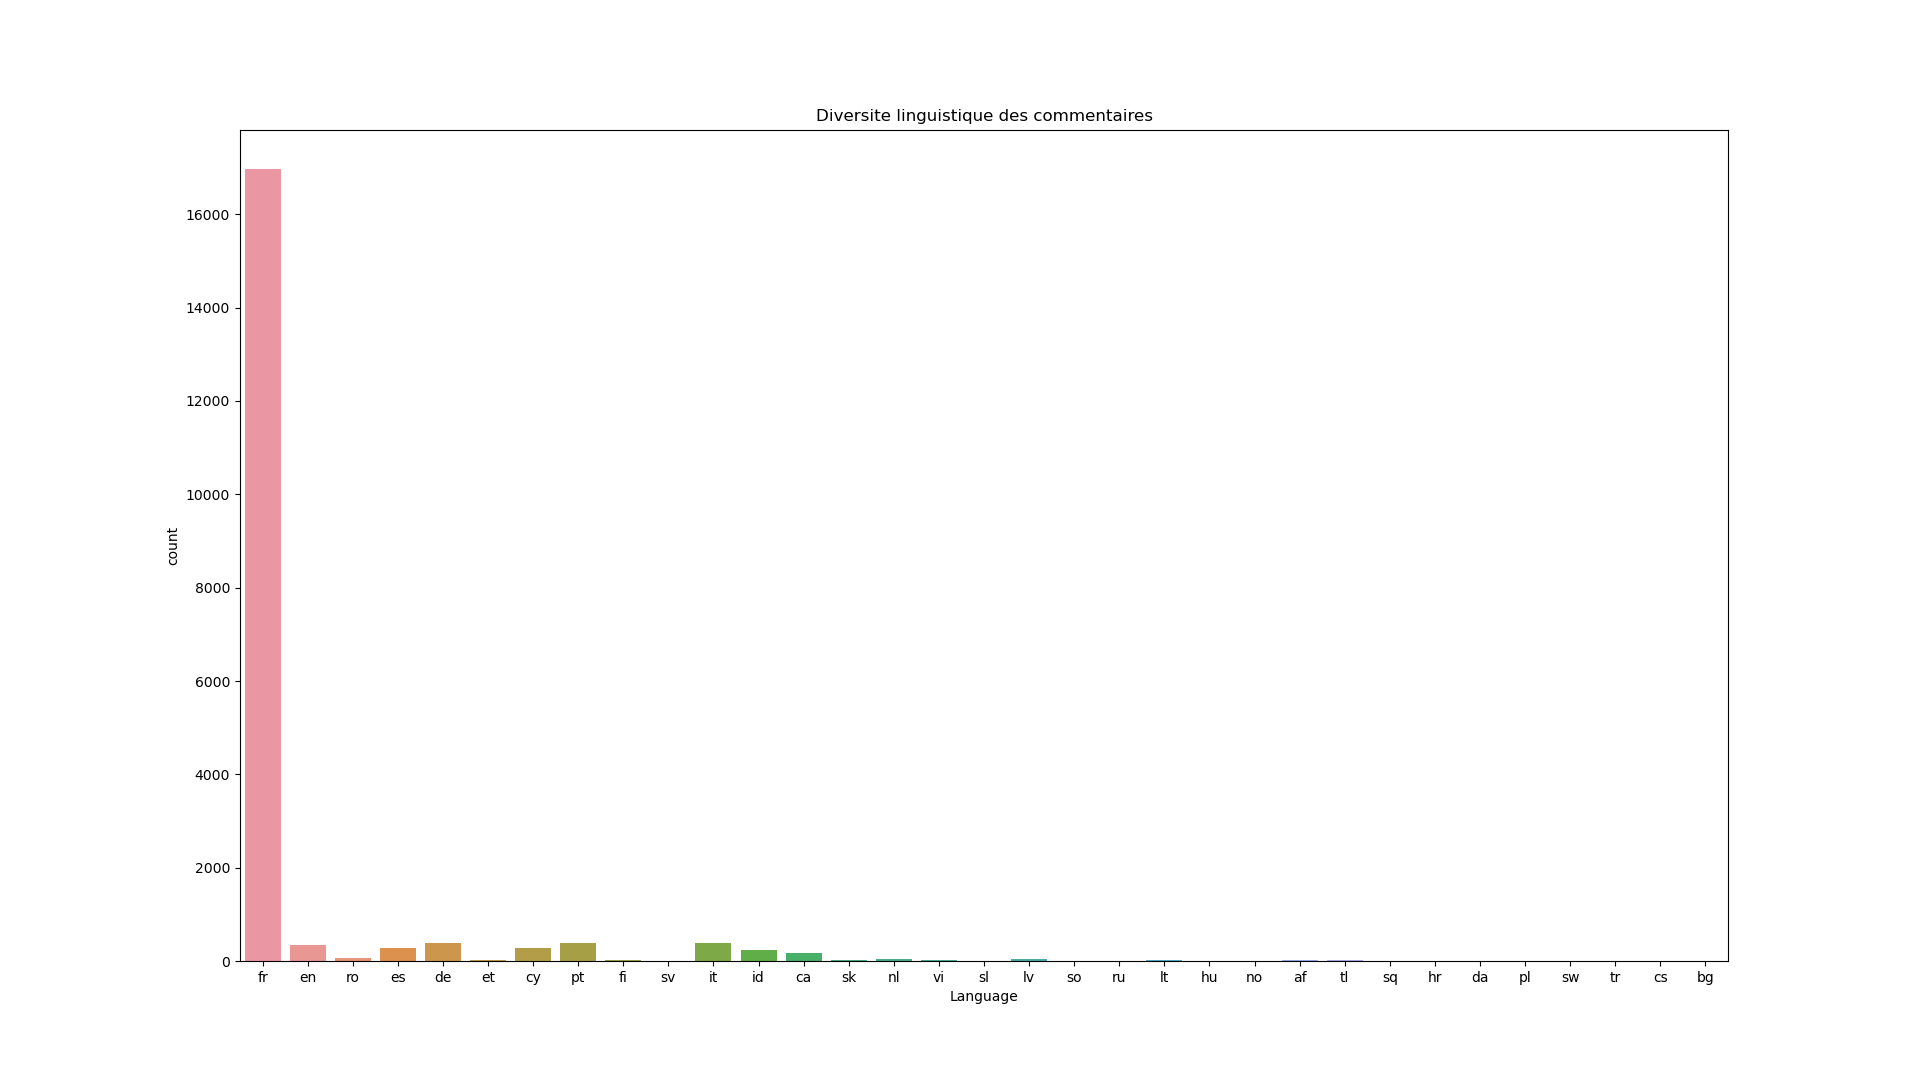 Diversite linguistique des commentaires
16000
14000
12000
10000
8000
6000
4000
2000
0
count
fr en ro es de et cy pt fi sv it id ca sk nl vi sl lv so ru lt hu no af tl sq hr da pl sw tr cs bg
Language